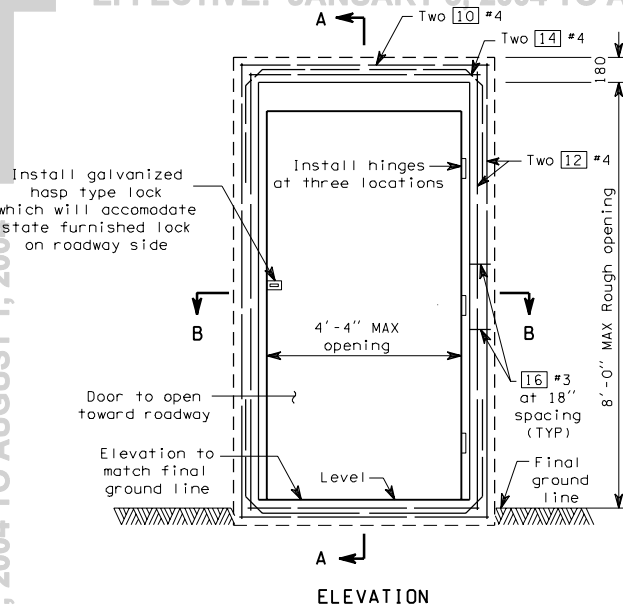 A
Two 10 #4
Two 14 #4
180
Install galvanized
hasp type lock
which will accomodate
state furnished lock
on roadway side
Install hinges
at three locations
Two 12 #4
8'-0" MAX Rough opening
B
B
4'-4" MAX
opening
16 #3
at 18"
spacing
(TYP)
Door to open
toward roadway
Elevation to
match final
ground line
Level
Final
ground
line
A
ELEVATION